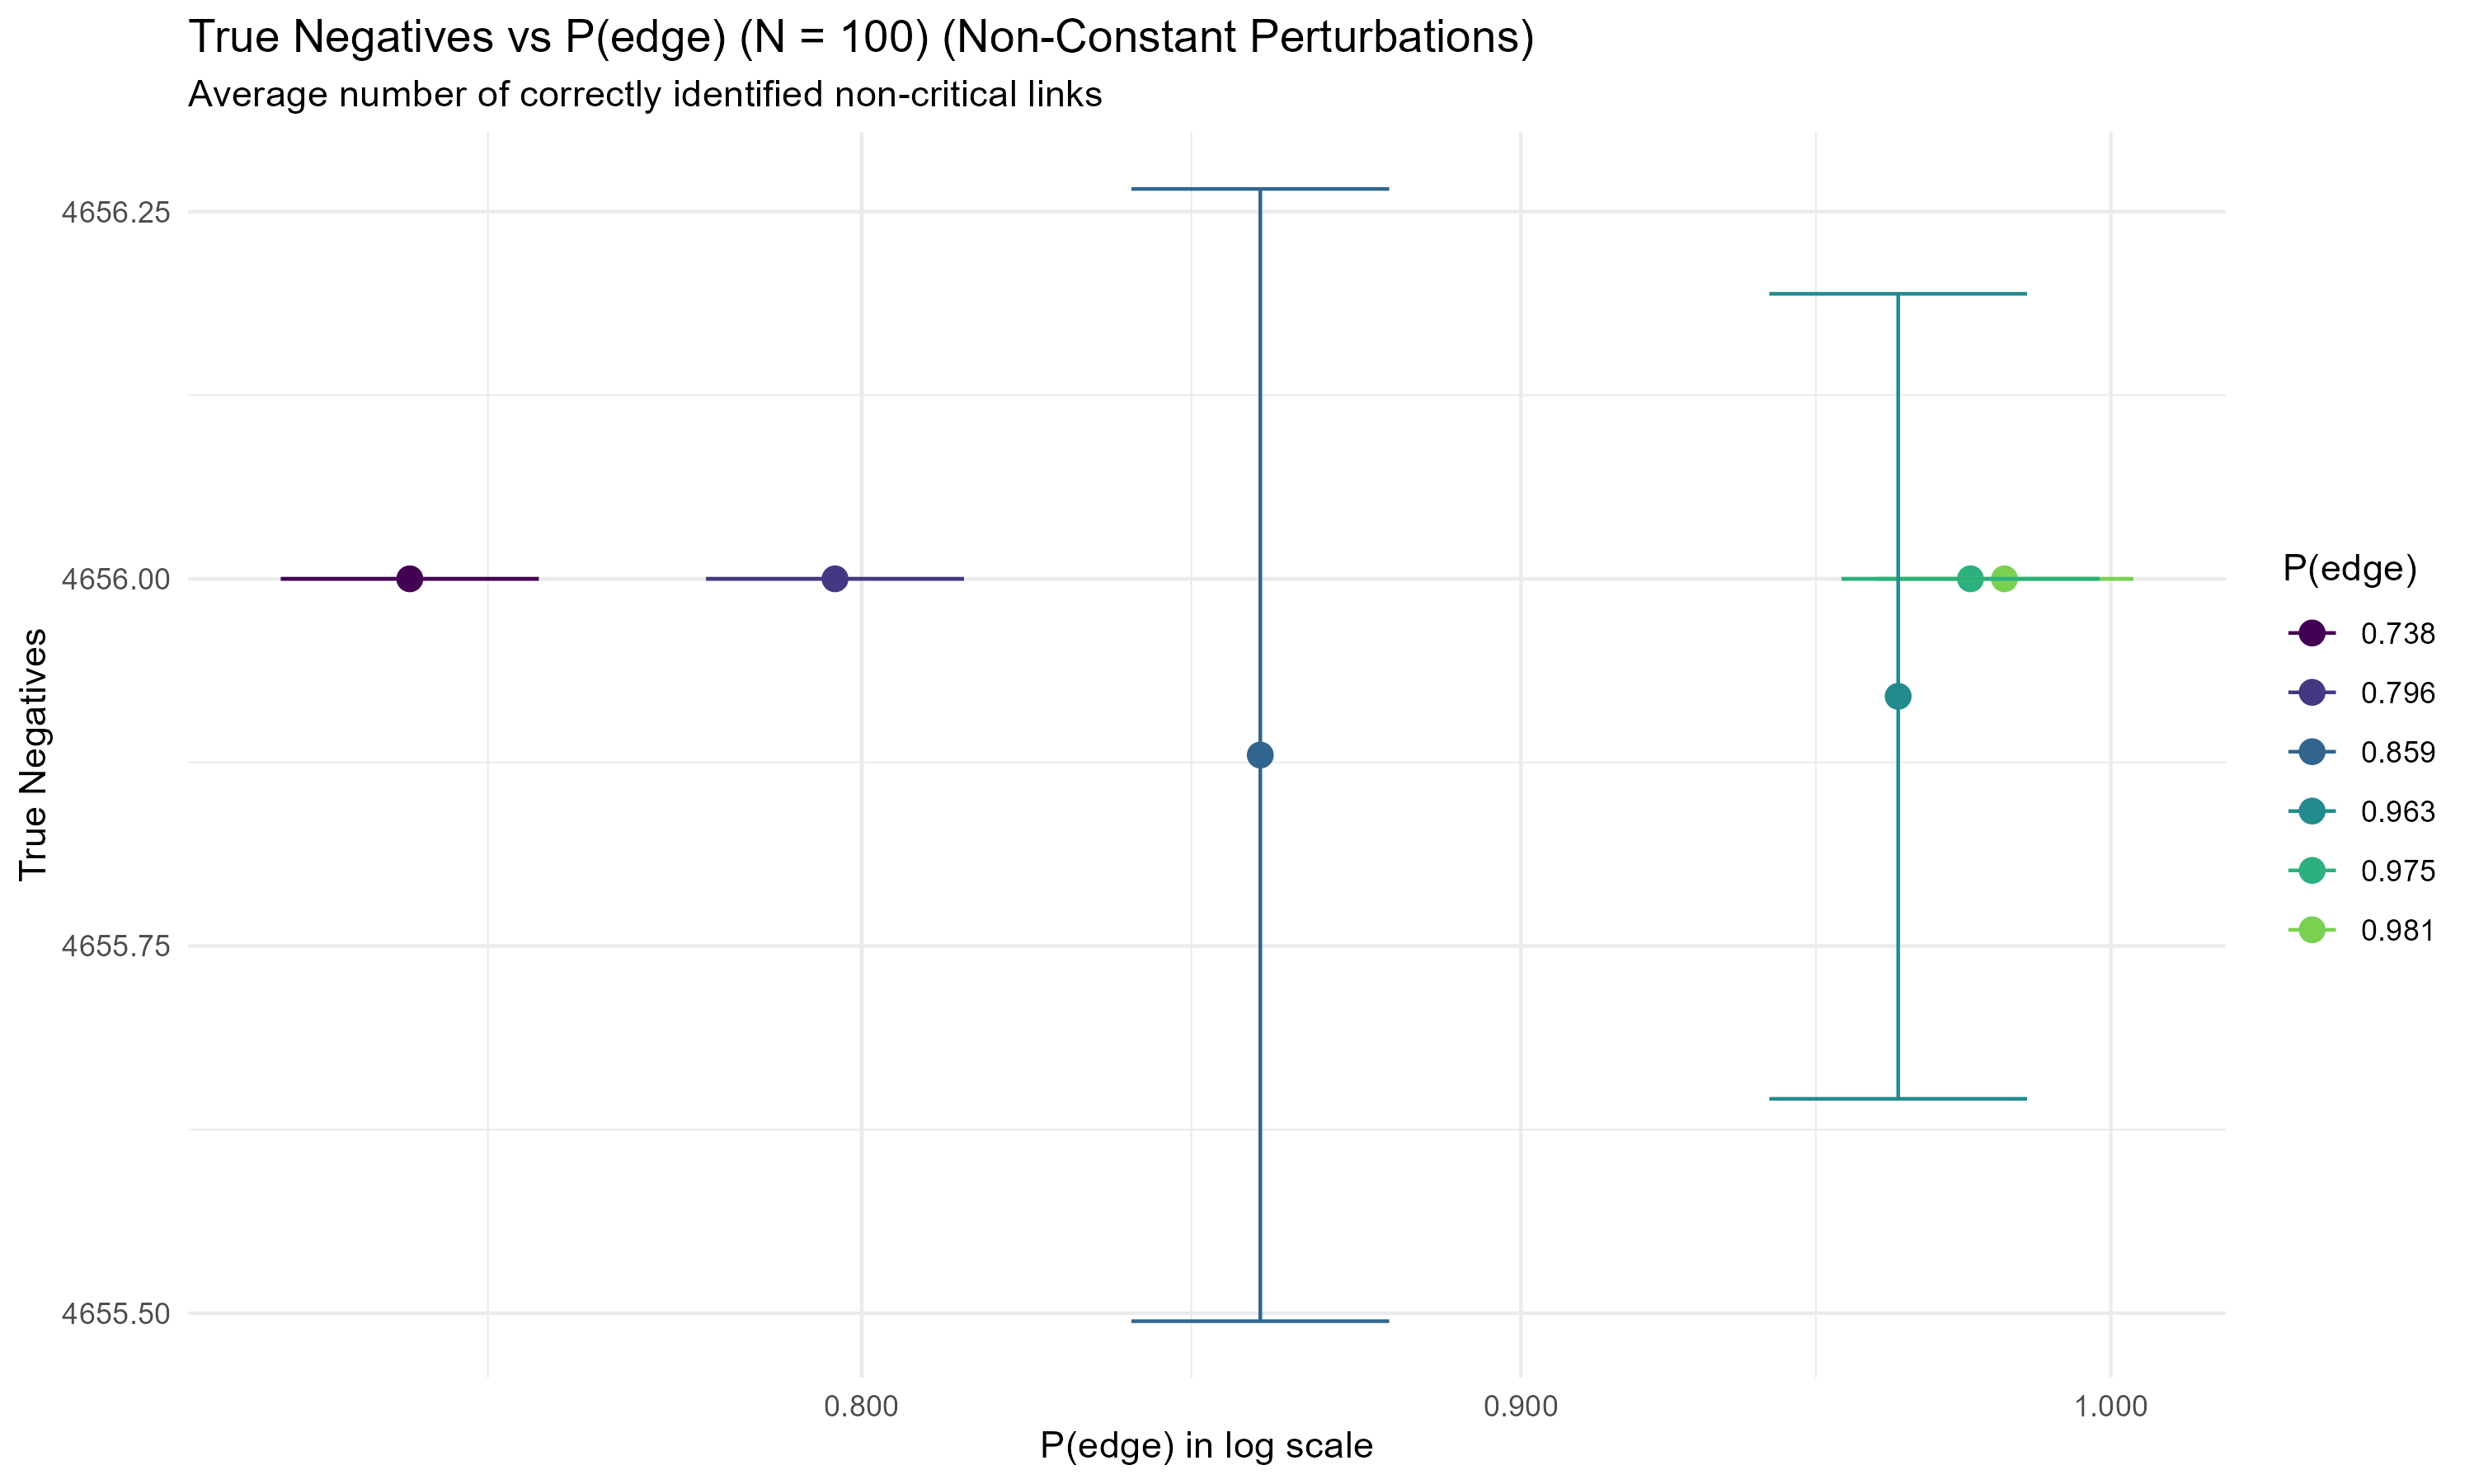 True Negatives vs P(edge) (N = 100) (Non-Constant Perturbations)
Average number of correctly identified non-critical links
4656.25
4656.00
4655.75
4655.50
True Negatives
0.800
0.900
1.000
P(edge) in log scale
P(edge)
0.738
0.796
0.859
0.963
0.975
0.981